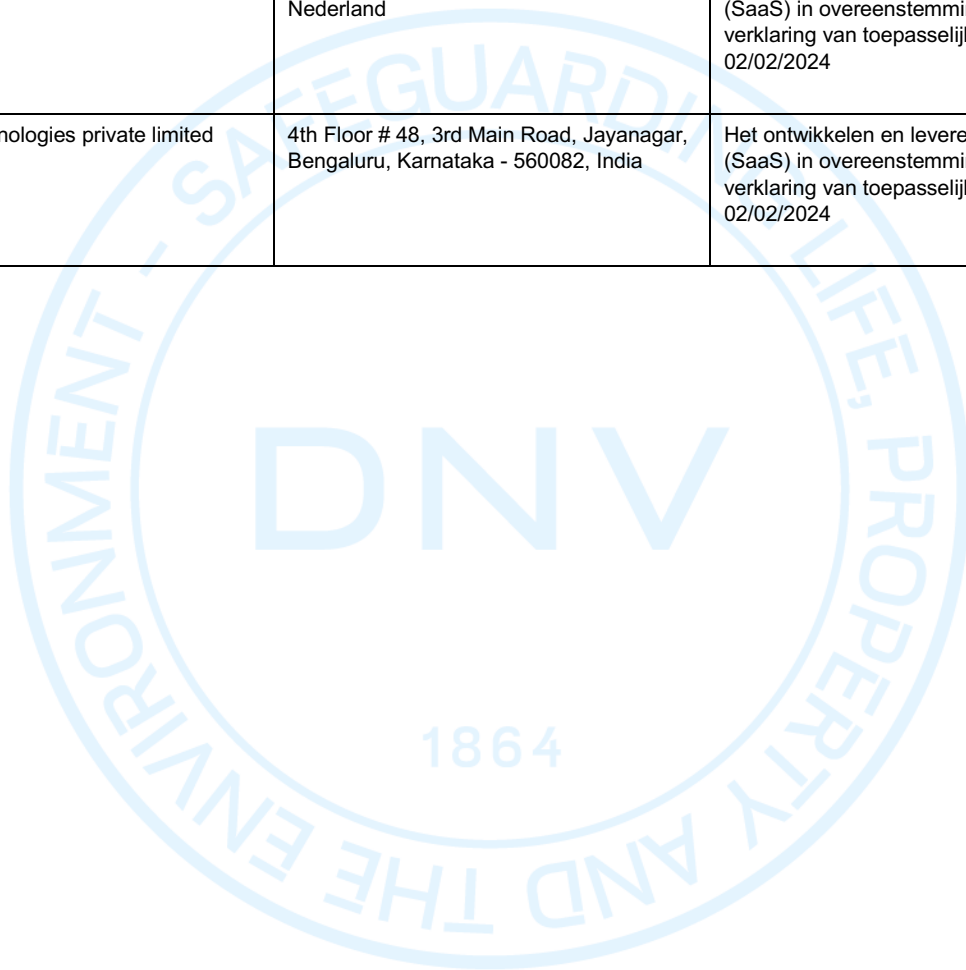 Nederland
(SaaS) in overeenstemmi
verklaring van toepasselij
02/02/2024
nologies private limited
4th Floor # 48, 3rd Main Road, Jayanagar,
Bengaluru, Karnataka - 560082, India
Het ontwikkelen en levere
(SaaS) in overeenstemmi
verklaring van toepasselij
02/02/2024
SAFEGUARDING LIFE, PROPERTY AND THE ENVIRONMENT –
DNV
1864